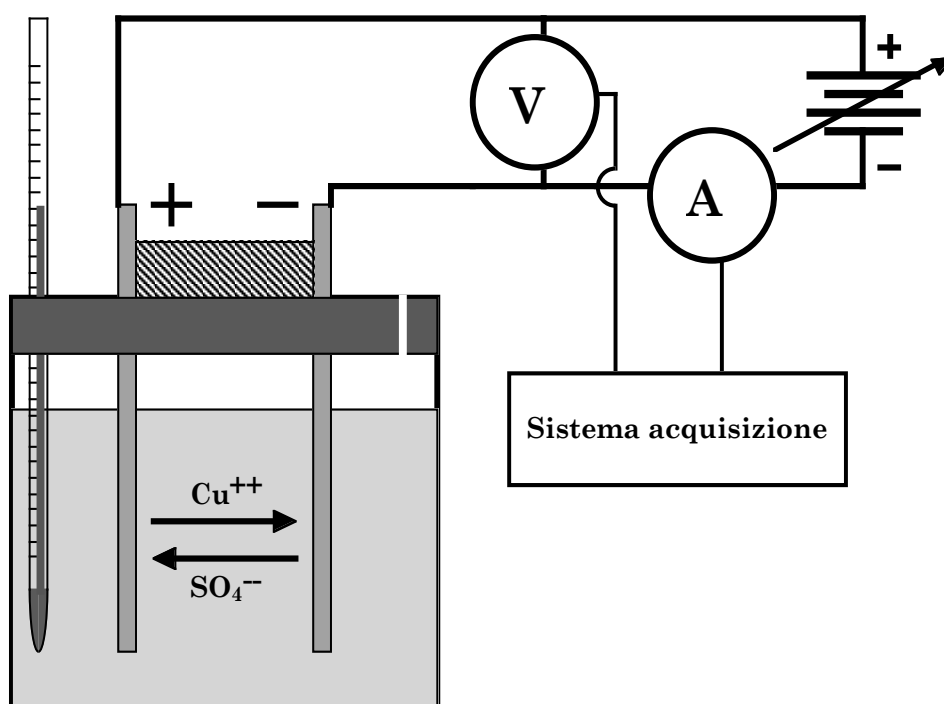 +
V
-
A
+ -
Sistema acquisizione
Cu++
SO4--